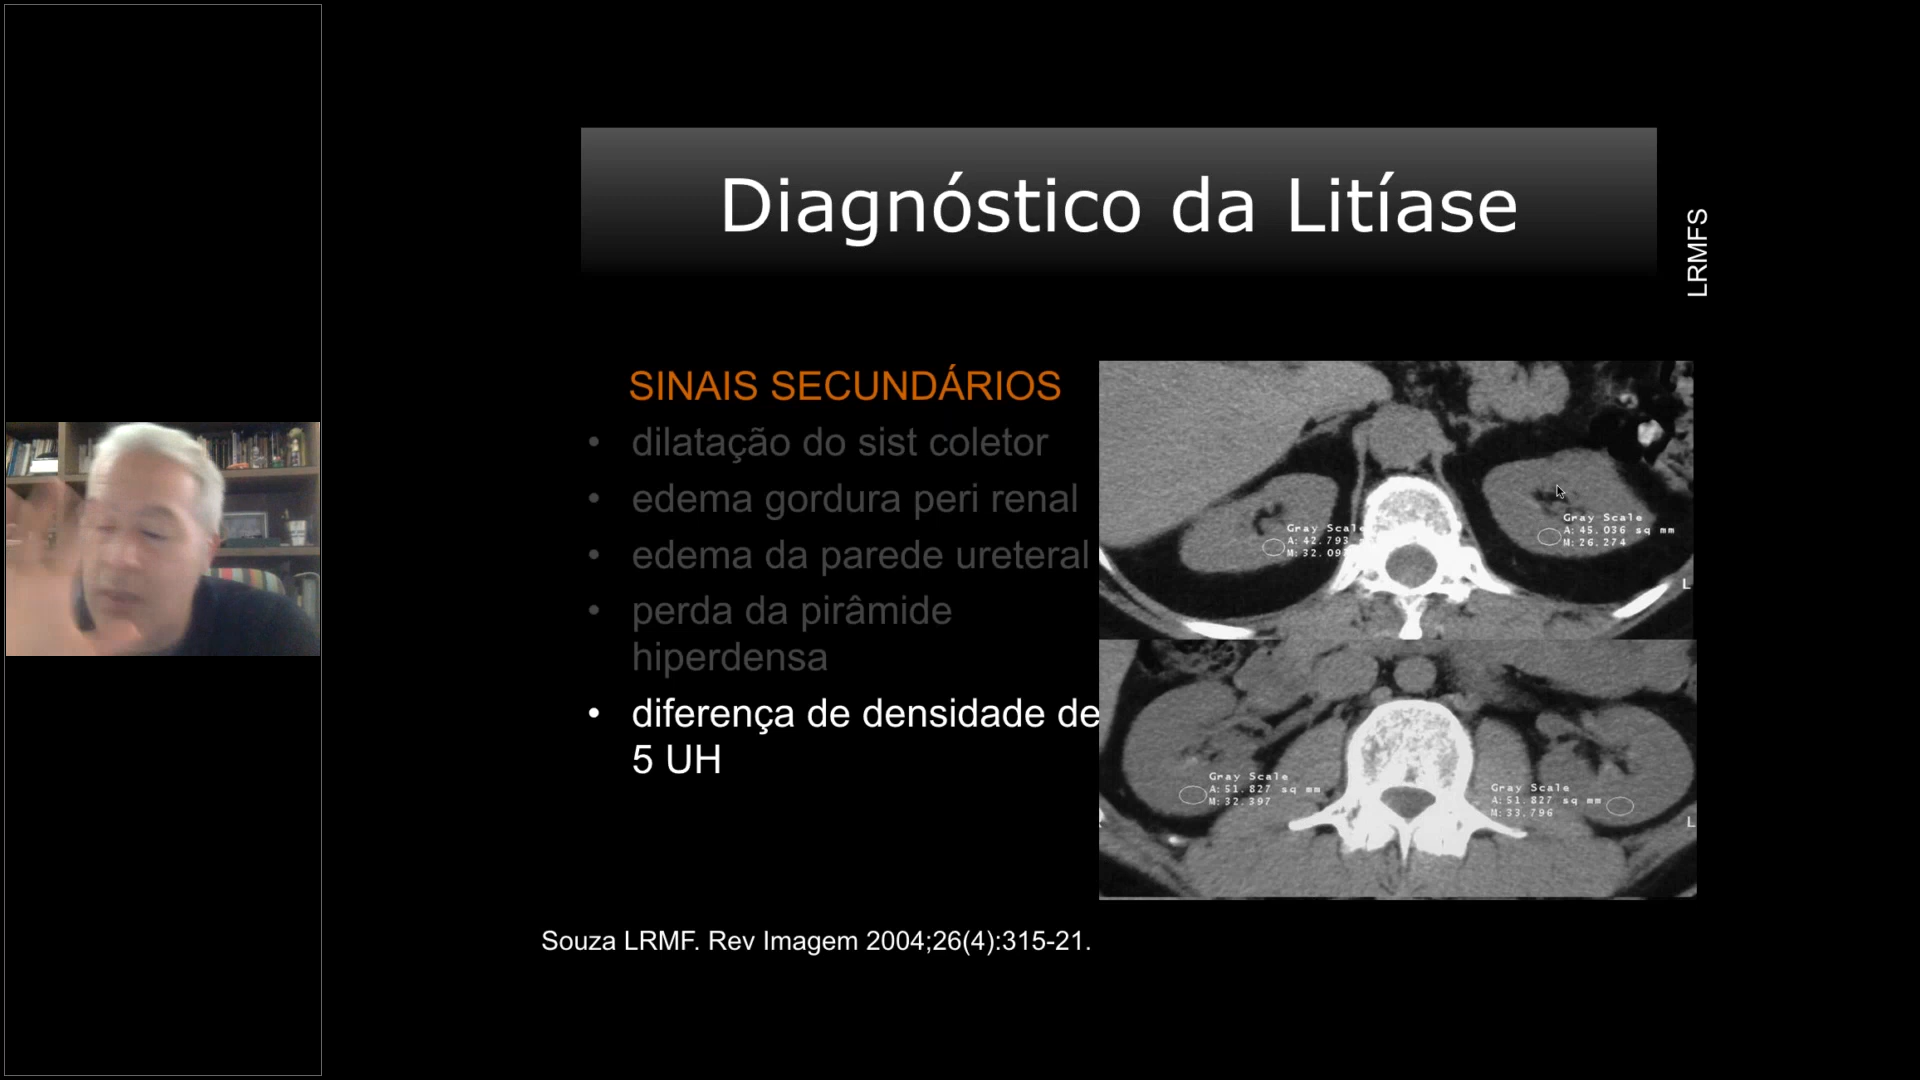 Diagnóstico da Litíase
LRMFS
SINAIS SECUNDÁRIOS
• dilatação do sist coletor
• edema gordura peri renal
• edema da parede ureteral
• perda da pirâmide
hiperdensa
• diferença de densidade de
5 UH
Gray Scale
A: 42.793
M: 32.09
Gray Scale
A: 45.036 sq mm
M: 26.274
L
Gray Scale
A: 51.827 sq mm
M: 32.397
Gray Scale
A: 51.827 sq mm
M: 33.796
L
Souza LRMF. Rev Imagem 2004;26(4):315-21.